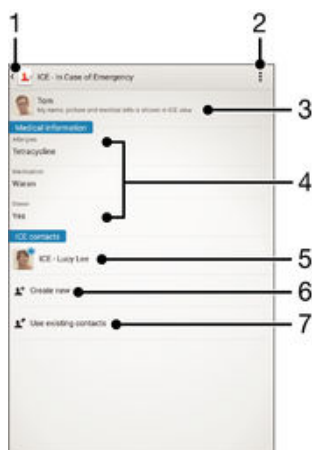 1
2
ICE - In Case of Emergency
Tom
My name, picture and medical info is shown in ICE view
3
Medical information
Allergies
Tetracycline
4
Medication
Waran
Donor
Yes
ICE contacts
ICE - Lucy Lee
5
Create new
6
Use existing contacts
7